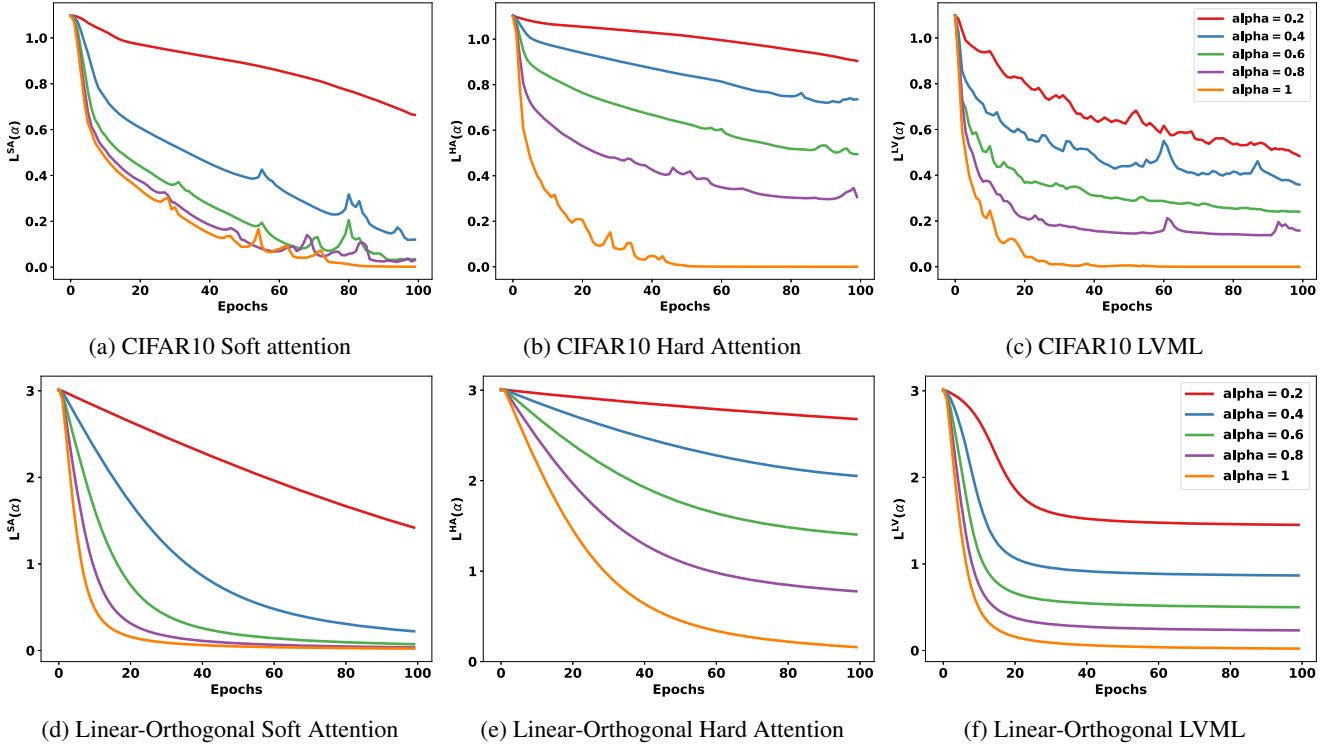 1.0
0.8
0.6
0.4
0.2
0.0
L^SA(α)
0 20 40 60 80 100
Epochs
(a) CIFAR10 Soft attention
1.0
0.8
0.6
0.4
0.2
0.0
L^HA(α)
0 20 40 60 80 100
Epochs
(b) CIFAR10 Hard Attention
1.0
0.8
0.6
0.4
0.2
0.0
L^LV(α)
alpha = 0.2
alpha = 0.4
alpha = 0.6
alpha = 0.8
alpha = 1
0 20 40 60 80 100
Epochs
(c) CIFAR10 LVML
3
2
1
0
L^SA(α)
0 20 40 60 80 100
Epochs
(d) Linear-Orthogonal Soft Attention
3
2
1
0
L^HA(α)
0 20 40 60 80 100
Epochs
(e) Linear-Orthogonal Hard Attention
3
2
1
0
L^LV(α)
alpha = 0.2
alpha = 0.4
alpha = 0.6
alpha = 0.8
alpha = 1
0 20 40 60 80 100
Epochs
(f) Linear-Orthogonal LVML